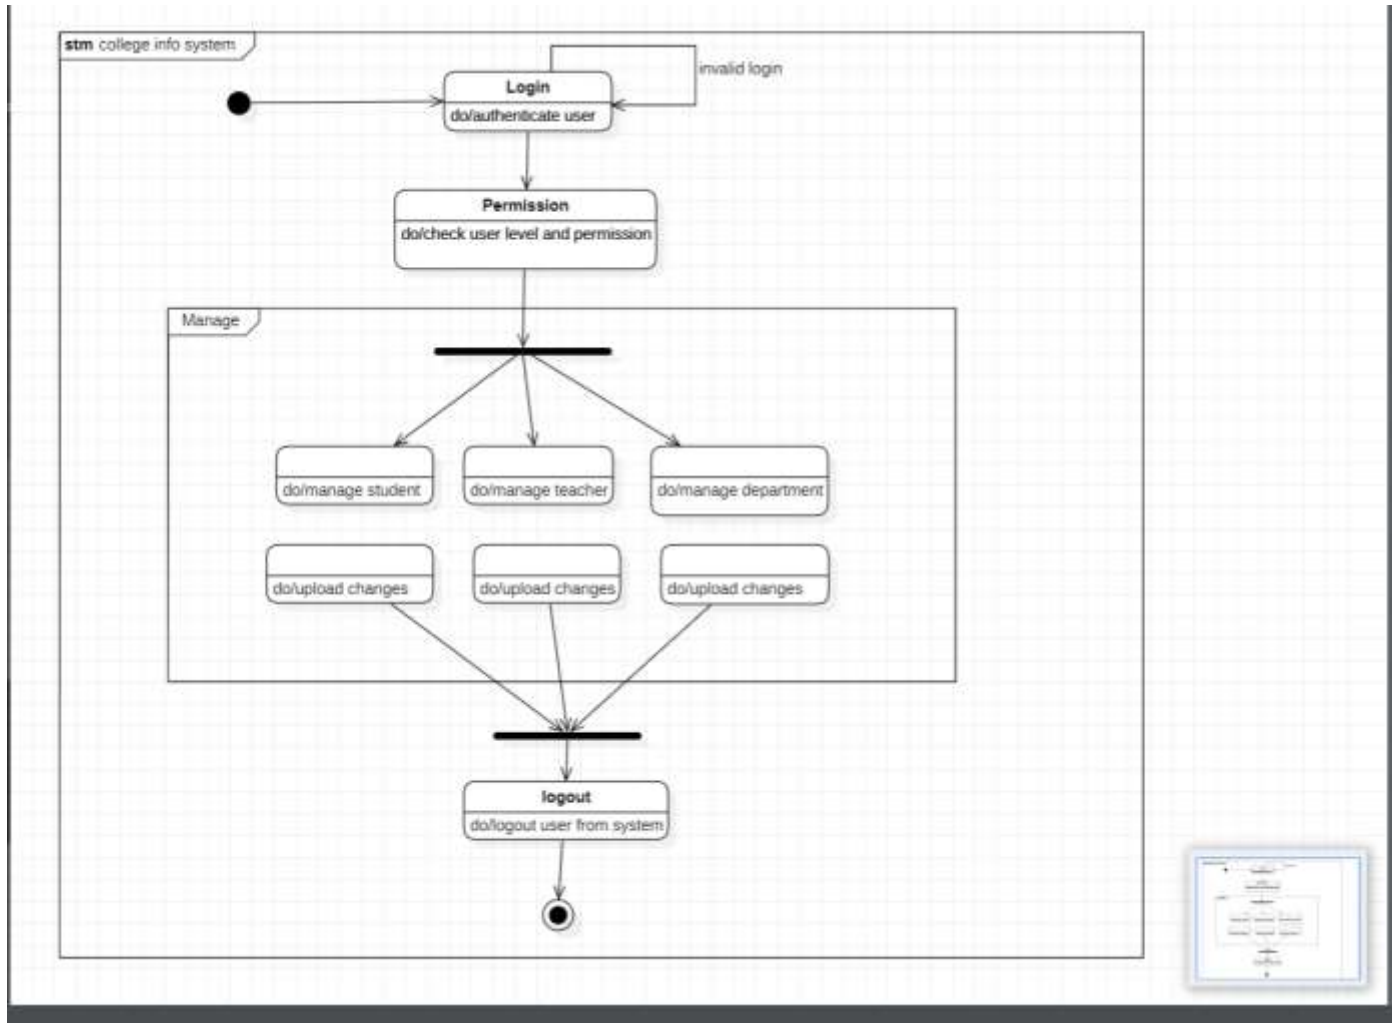 stm college info system
invalid login
Login
do/authenticate user
Permission
do/check user level and permission
Manage
do/manage student
do/manage teacher
do/manage department
do/upload changes
do/upload changes
do/upload changes
logout
do/logout user from system